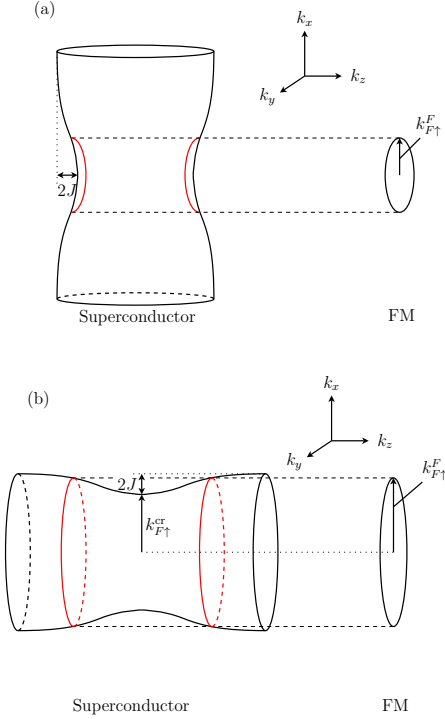 (a)
k_x
k_z
k_y
k^F_{F↑}
2J
Superconductor FM
(b)
k_x
k_z
k_y
k^F_{F↑}
2J
k^{cr}_{F↑}
Superconductor FM